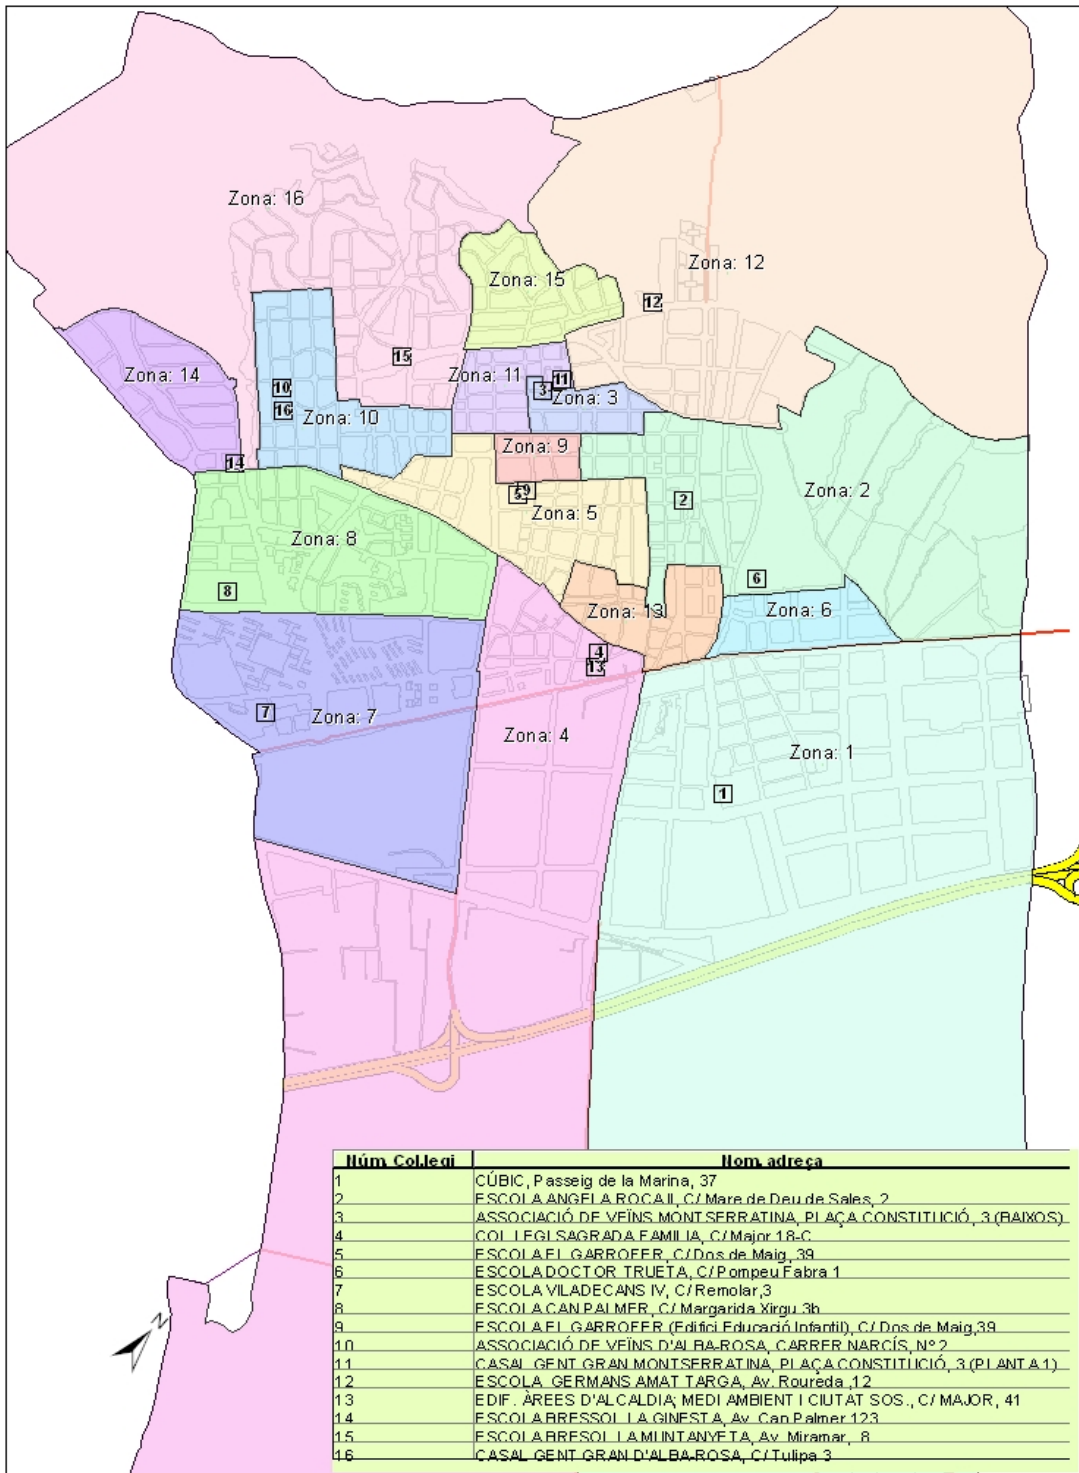 Zona: 16
Zona: 12
Zona: 15
12
15
Zona: 14
Zona: 11
11
10
3
Zona: 3
16
Zona: 10
Zona: 9
14
9
5
2
Zona: 2
Zona: 5
Zona: 8
8
6
Zona: 13
Zona: 6
4
13
7
Zona: 7
Zona: 4
Zona: 1
1
N
Núm. Col.legi Nom, adreça
1 CÚBIC, Passeig de la Marina, 37
2 ESCOLA ANGELA ROCA II, C/ Mare de Deu de Sales, 2
3 ASSOCIACIÓ DE VEÏNS MONTSERRATINA, PLAÇA CONSTITUCIÓ, 3 (BAIXOS)
4 COL.LEGI SAGRADA FAMILIA, C/ Major 18-C
5 ESCOLA EL GARROFER, C/ Dos de Maig, 39
6 ESCOLA DOCTOR TRUETA, C/ Pompeu Fabra 1
7 ESCOLA VILADECANS IV, C/ Remolar,3
8 ESCOLA CAN PALMER, C/ Margarida Xirgu 3b
9 ESCOLA EL GARROFER (Edifici Educació Infantil), C/ Dos de Maig,39
10 ASSOCIACIÓ DE VEÏNS D'ALBA-ROSA, CARRER NARCÍS, Nº 2
11 CASAL GENT GRAN MONTSERRATINA, PLAÇA CONSTITUCIÓ, 3 (PLANTA 1)
12 ESCOLA GERMANS AMAT TARGA, Av. Roureda ,12
13 EDIF. ÀREES D'ALCALDIA; MEDI AMBIENT I CIUTAT SOS., C/ MAJOR, 41
14 ESCOLA BRESSOL LA GINESTA, Av. Can Palmer 123
15 ESCOLA BRESOL LA MUNTANYETA, Av. Miramar, 8
16 CASAL GENT GRAN D'ALBA-ROSA, C/ Tulipa 3